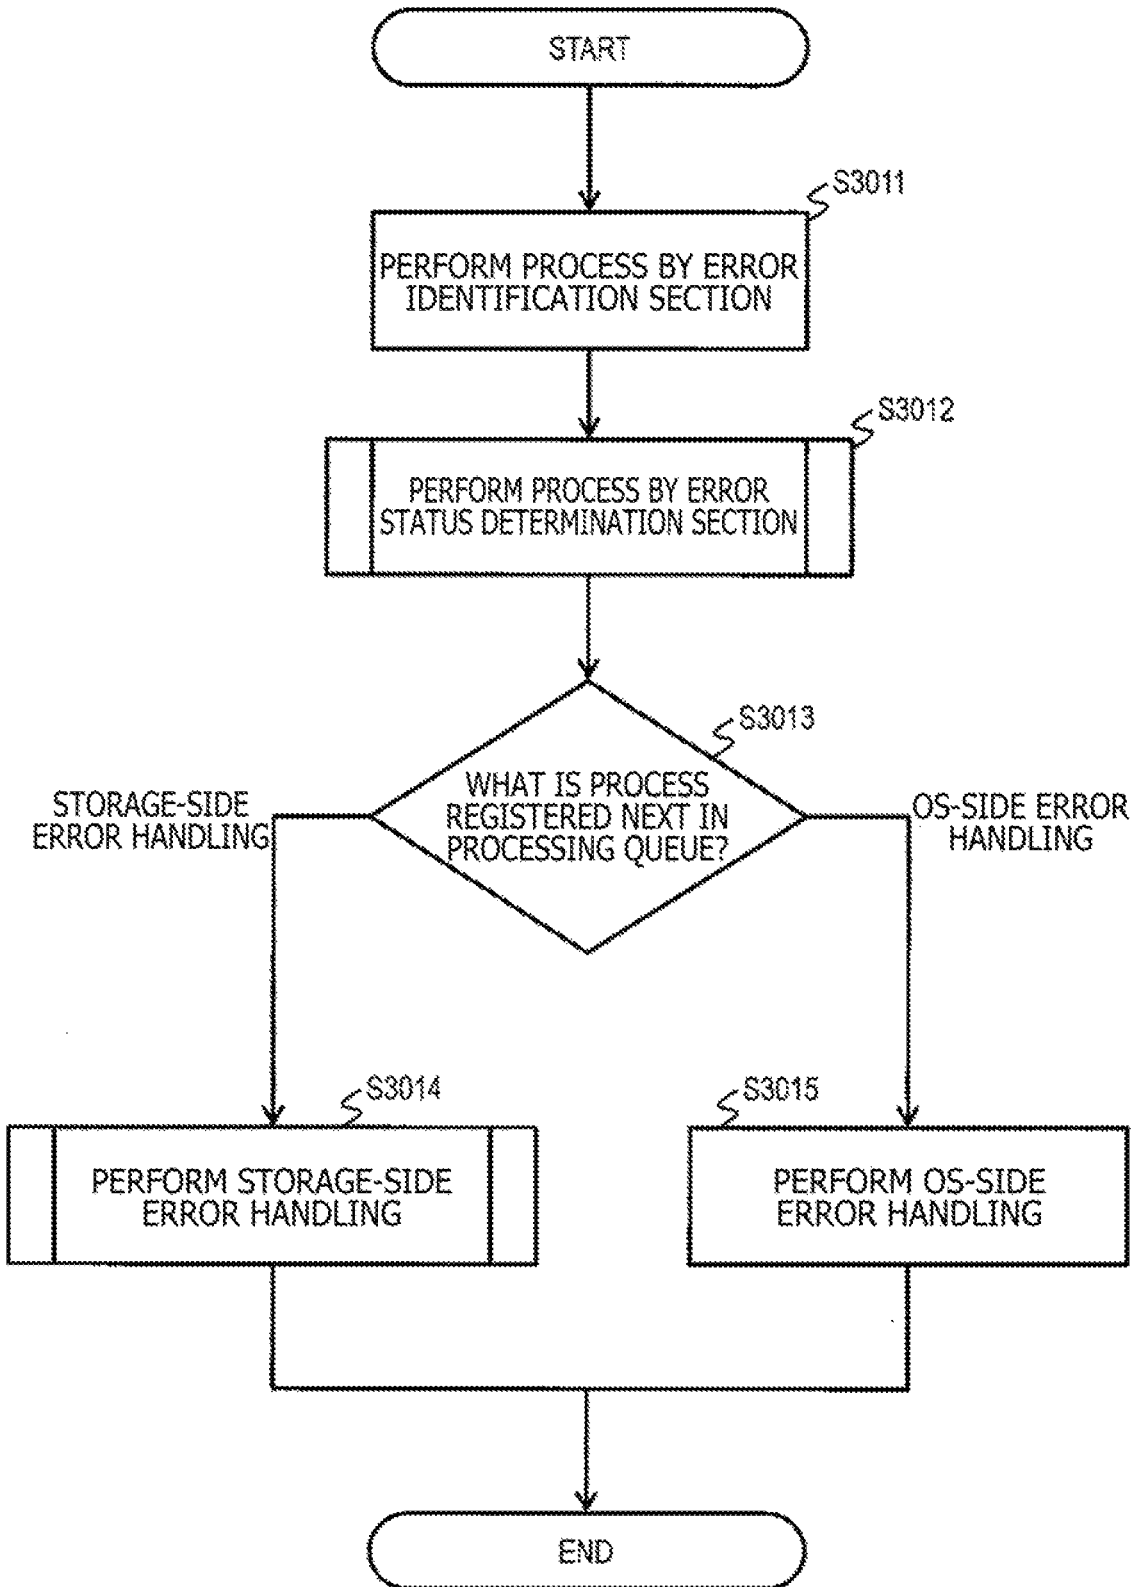 START
S3011
PERFORM PROCESS BY ERROR
IDENTIFICATION SECTION
S3012
PERFORM PROCESS BY ERROR
STATUS DETERMINATION SECTION
S3013
WHAT IS PROCESS
REGISTERED NEXT IN
PROCESSING QUEUE?
STORAGE-SIDE
ERROR HANDLING
OS-SIDE ERROR
HANDLING
S3014
PERFORM STORAGE-SIDE
ERROR HANDLING
S3015
PERFORM OS-SIDE
ERROR HANDLING
END